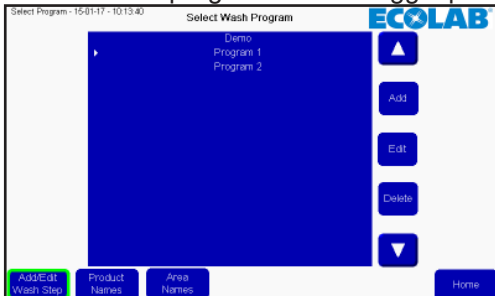 Select Program - 16-01-17 - 10:13:40
Select Wash Program
ECOLAB
Demo
Program 1
Program 2
Add
Edit
Delete
Add/Edit
Wash Step
Product
Names
Area
Names
Home